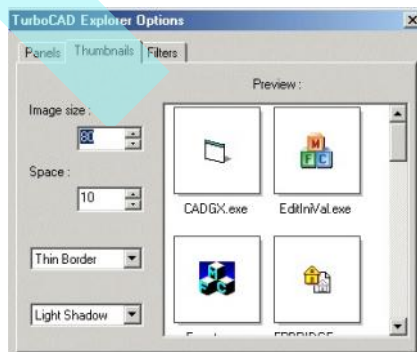 TurboCAD Explorer Options
Panels Thumbnails Filters
Preview :
Image size :
80
Space :
10
Thin Border
Light Shadow
CADGX.exe EditIniVal.exe